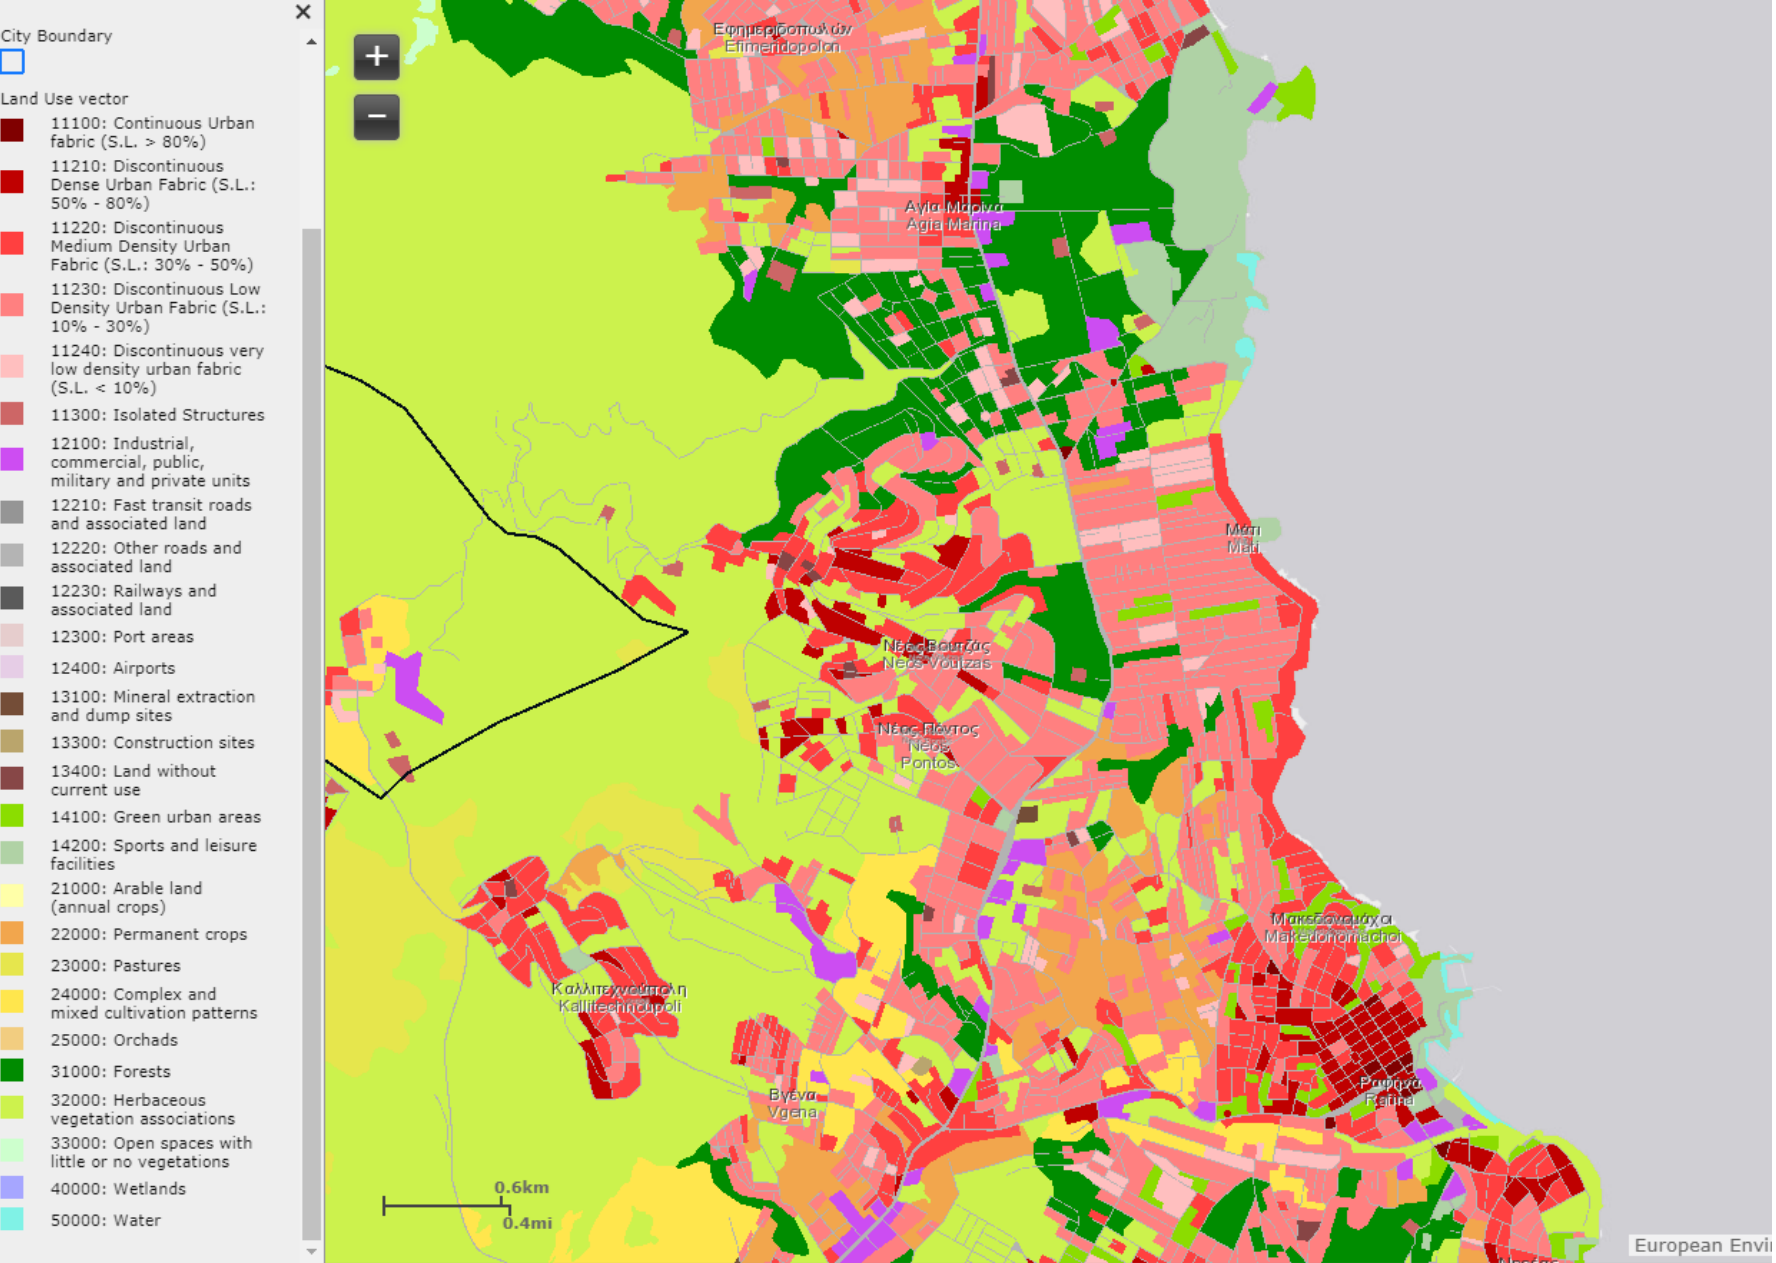 City Boundary
Land Use vector
11100: Continuous Urban
fabric (S.L. > 80%)
11210: Discontinuous
Dense Urban Fabric (S.L.:
50% - 80%)
11220: Discontinuous
Medium Density Urban
Fabric (S.L.: 30% - 50%)
11230: Discontinuous Low
Density Urban Fabric (S.L.:
10% - 30%)
11240: Discontinuous very
low density urban fabric
(S.L. < 10%)
11300: Isolated Structures
12100: Industrial,
commercial, public,
military and private units
12210: Fast transit roads
and associated land
12220: Other roads and
associated land
12230: Railways and
associated land
12300: Port areas
12400: Airports
13100: Mineral extraction
and dump sites
13300: Construction sites
13400: Land without
current use
14100: Green urban areas
14200: Sports and leisure
facilities
21000: Arable land
(annual crops)
22000: Permanent crops
23000: Pastures
24000: Complex and
mixed cultivation patterns
25000: Orchads
31000: Forests
32000: Herbaceous
vegetation associations
33000: Open spaces with
little or no vegetations
40000: Wetlands
50000: Water
+
−
Εφημεριδοπωλών
Efimeridopolon
Αγία Μαρίνα
Agia Marina
Μάτι
Mati
Νέος Βουτζάς
Neos Voutzas
Νέος Πόντος
Neos
Pontos
Μακεδονομάχοι
Makedonomachoi
Καλλιτεχνούπολη
Kallitechnoupoli
Ραφήνα
Rafina
Βγένα
Vgena
0.6km
0.4mi
European Envi